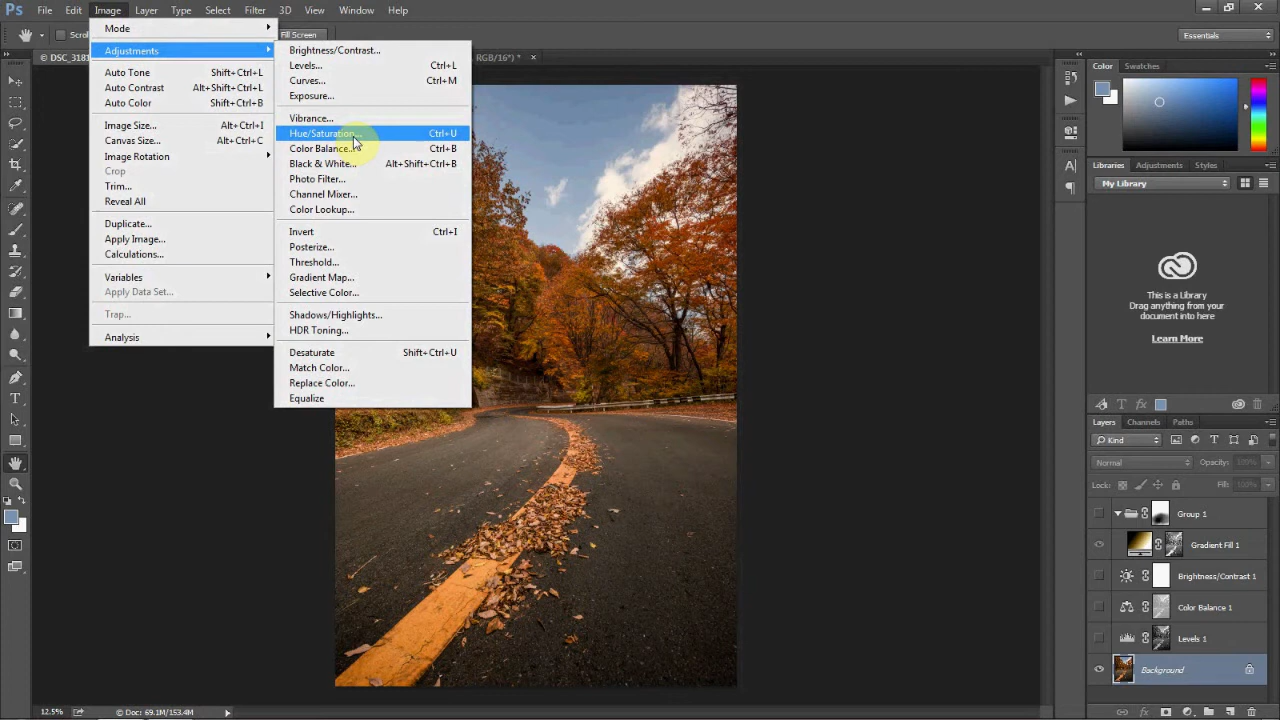 Ps File Edit Image Layer Type Select Filter 3D View Window Help
Fill Screen
Essentials
© DSC_3181
RGB/16*) *
Mode
Adjustments
Auto Tone Shift+Ctrl+L
Auto Contrast Alt+Shift+Ctrl+L
Auto Color Shift+Ctrl+B
Image Size... Alt+Ctrl+I
Canvas Size... Alt+Ctrl+C
Image Rotation
Crop
Trim...
Reveal All
Duplicate...
Apply Image...
Calculations...
Variables
Apply Data Set...
Trap...
Analysis
Brightness/Contrast...
Levels... Ctrl+L
Curves... Ctrl+M
Exposure...
Vibrance...
Hue/Saturation... Ctrl+U
Color Balance... Ctrl+B
Black & White... Alt+Shift+Ctrl+B
Photo Filter...
Channel Mixer...
Color Lookup...
Invert Ctrl+I
Posterize...
Threshold...
Gradient Map...
Selective Color...
Shadows/Highlights...
HDR Toning...
Desaturate Shift+Ctrl+U
Match Color...
Replace Color...
Equalize
Color Swatches
Libraries Adjustments Styles
My Library
This is a Library
Drag anything from your
document into here
Learn More
Layers Channels Paths
Kind
Normal Opacity: 100%
Lock: Fill: 100%
Group 1
Gradient Fill 1
Brightness/Contrast 1
Color Balance 1
Levels 1
Background
12.5% Doc: 69.1M/153.4M